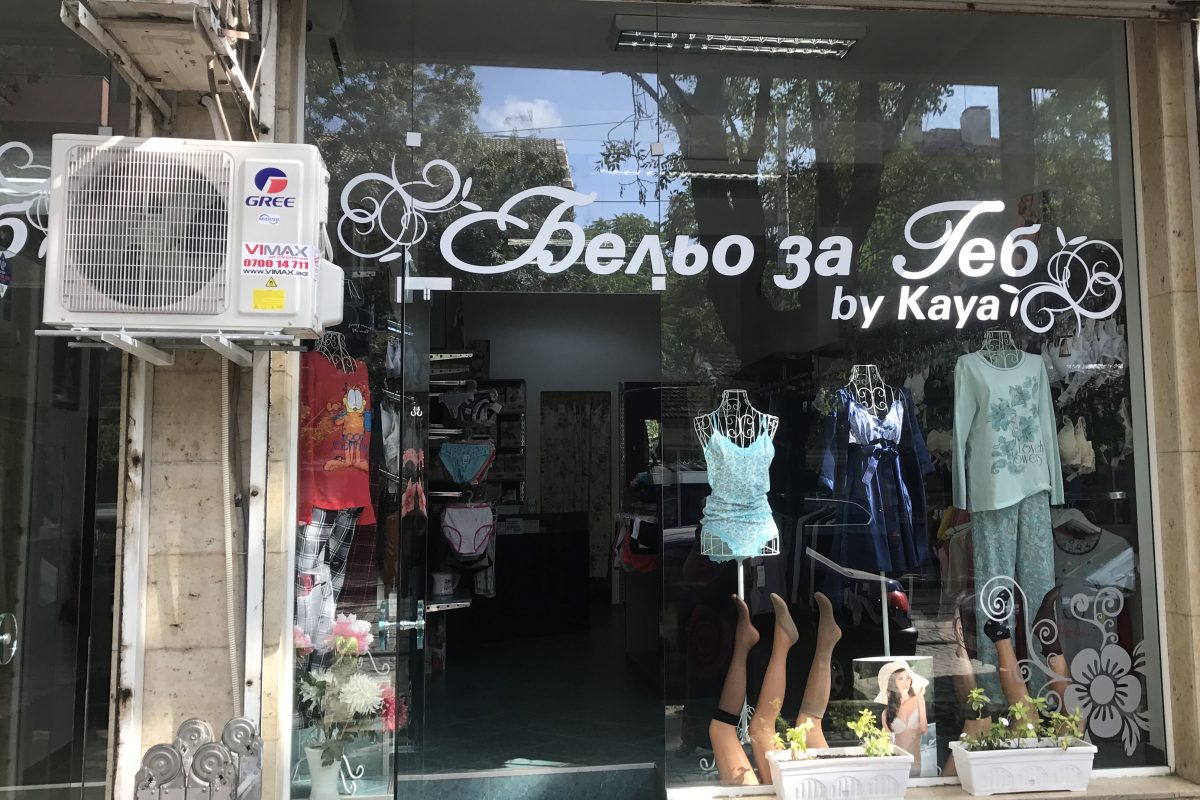 GREE
VIMAX
0700 14 711
www.VIMAX.BG
Бельо за Теб
by Kaya